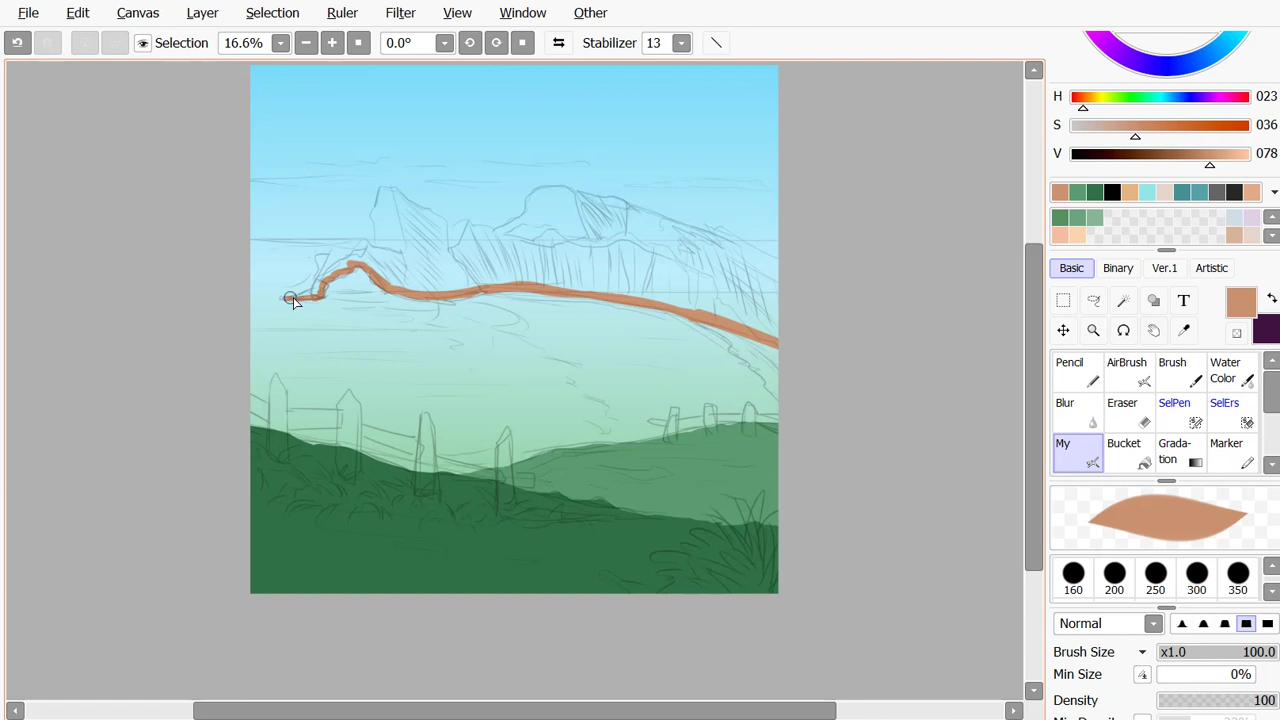 File Edit Canvas Layer Selection Ruler Filter View Window Other
Selection 16.6% 0.0° Stabilizer 13
H 023
S 036
V 078
Basic Binary Ver.1 Artistic
T
Pencil AirBrush Brush Water Color
Blur Eraser SelPen SelErs
My Bucket Grada- tion Marker
160 200 250 300 350
Normal
Brush Size x1.0 100.0
Min Size 0%
Density 100